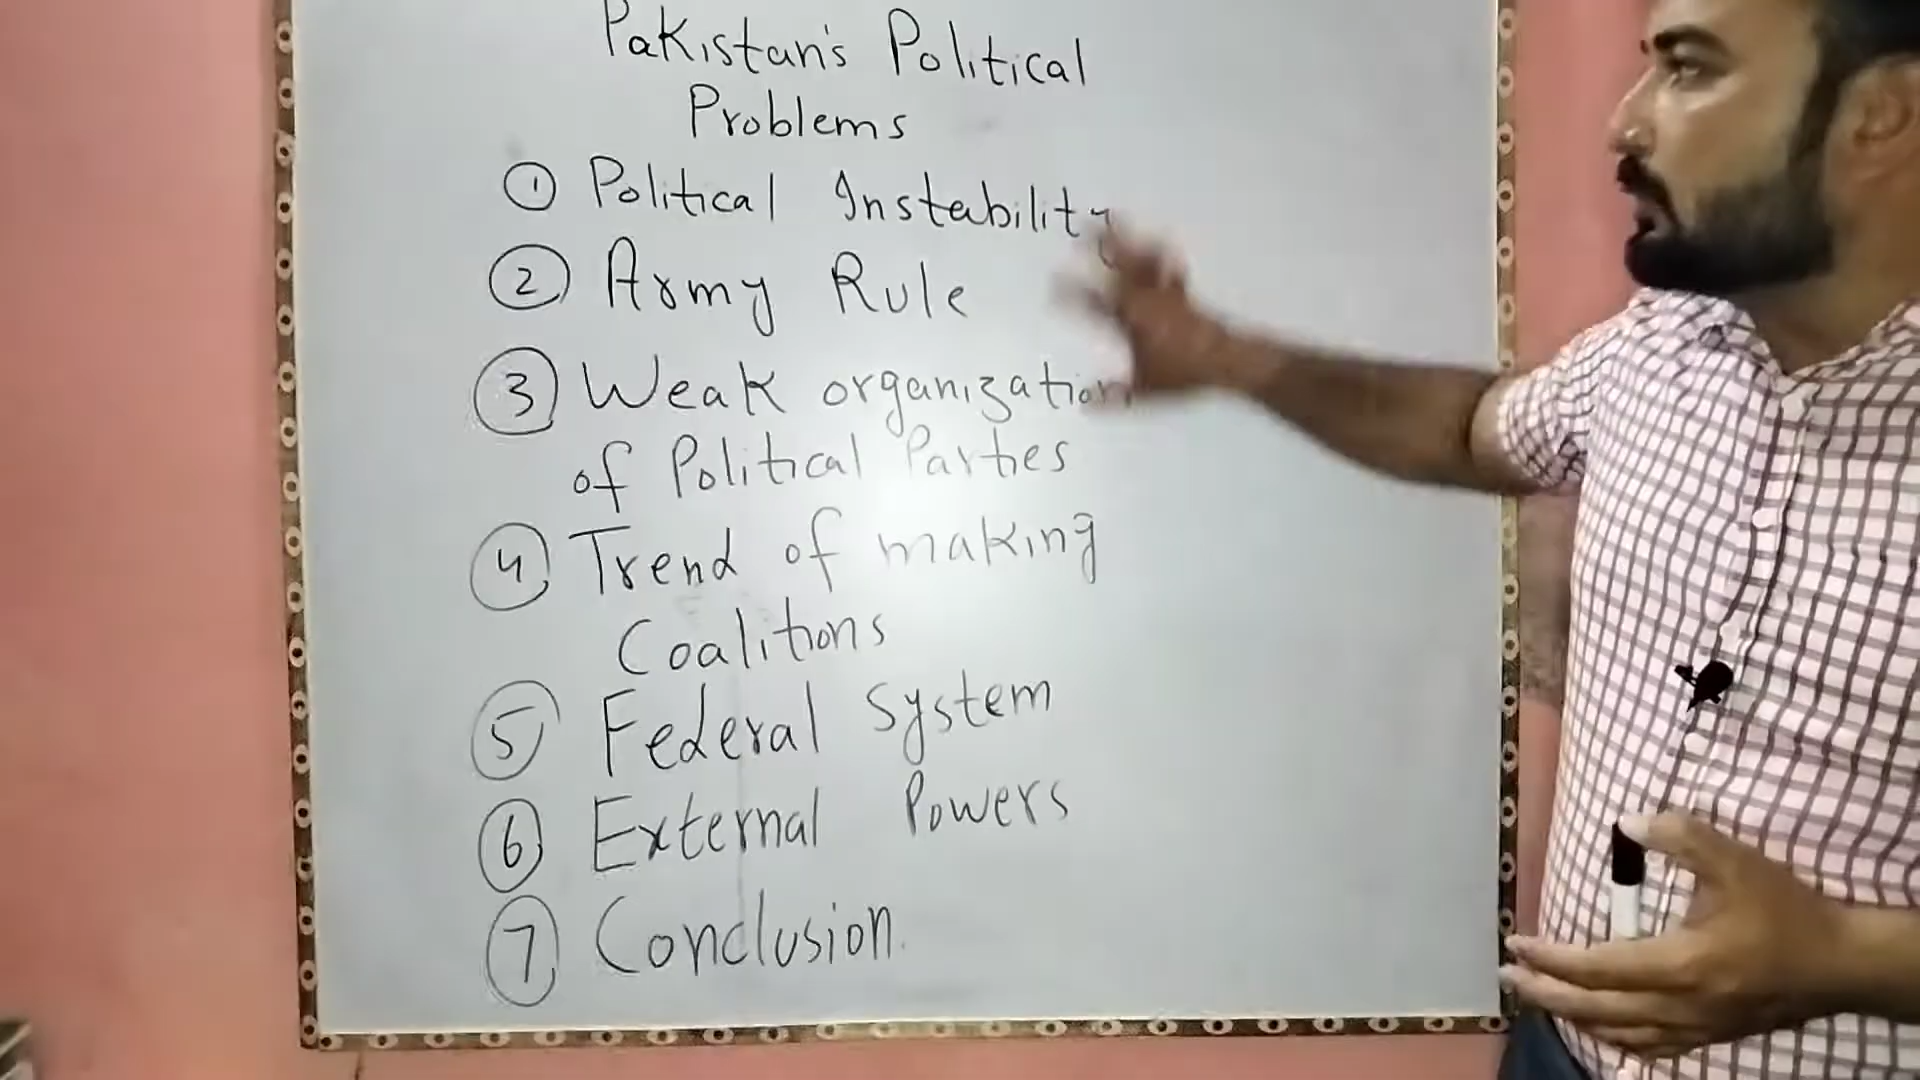 Pakistan's Political
Problems
① Political Instability
② Army Rule
③ Weak organization
of Political Parties
④ Trend of making
Coalitions
⑤ Federal System
⑥ External Powers
⑦ Conclusion.